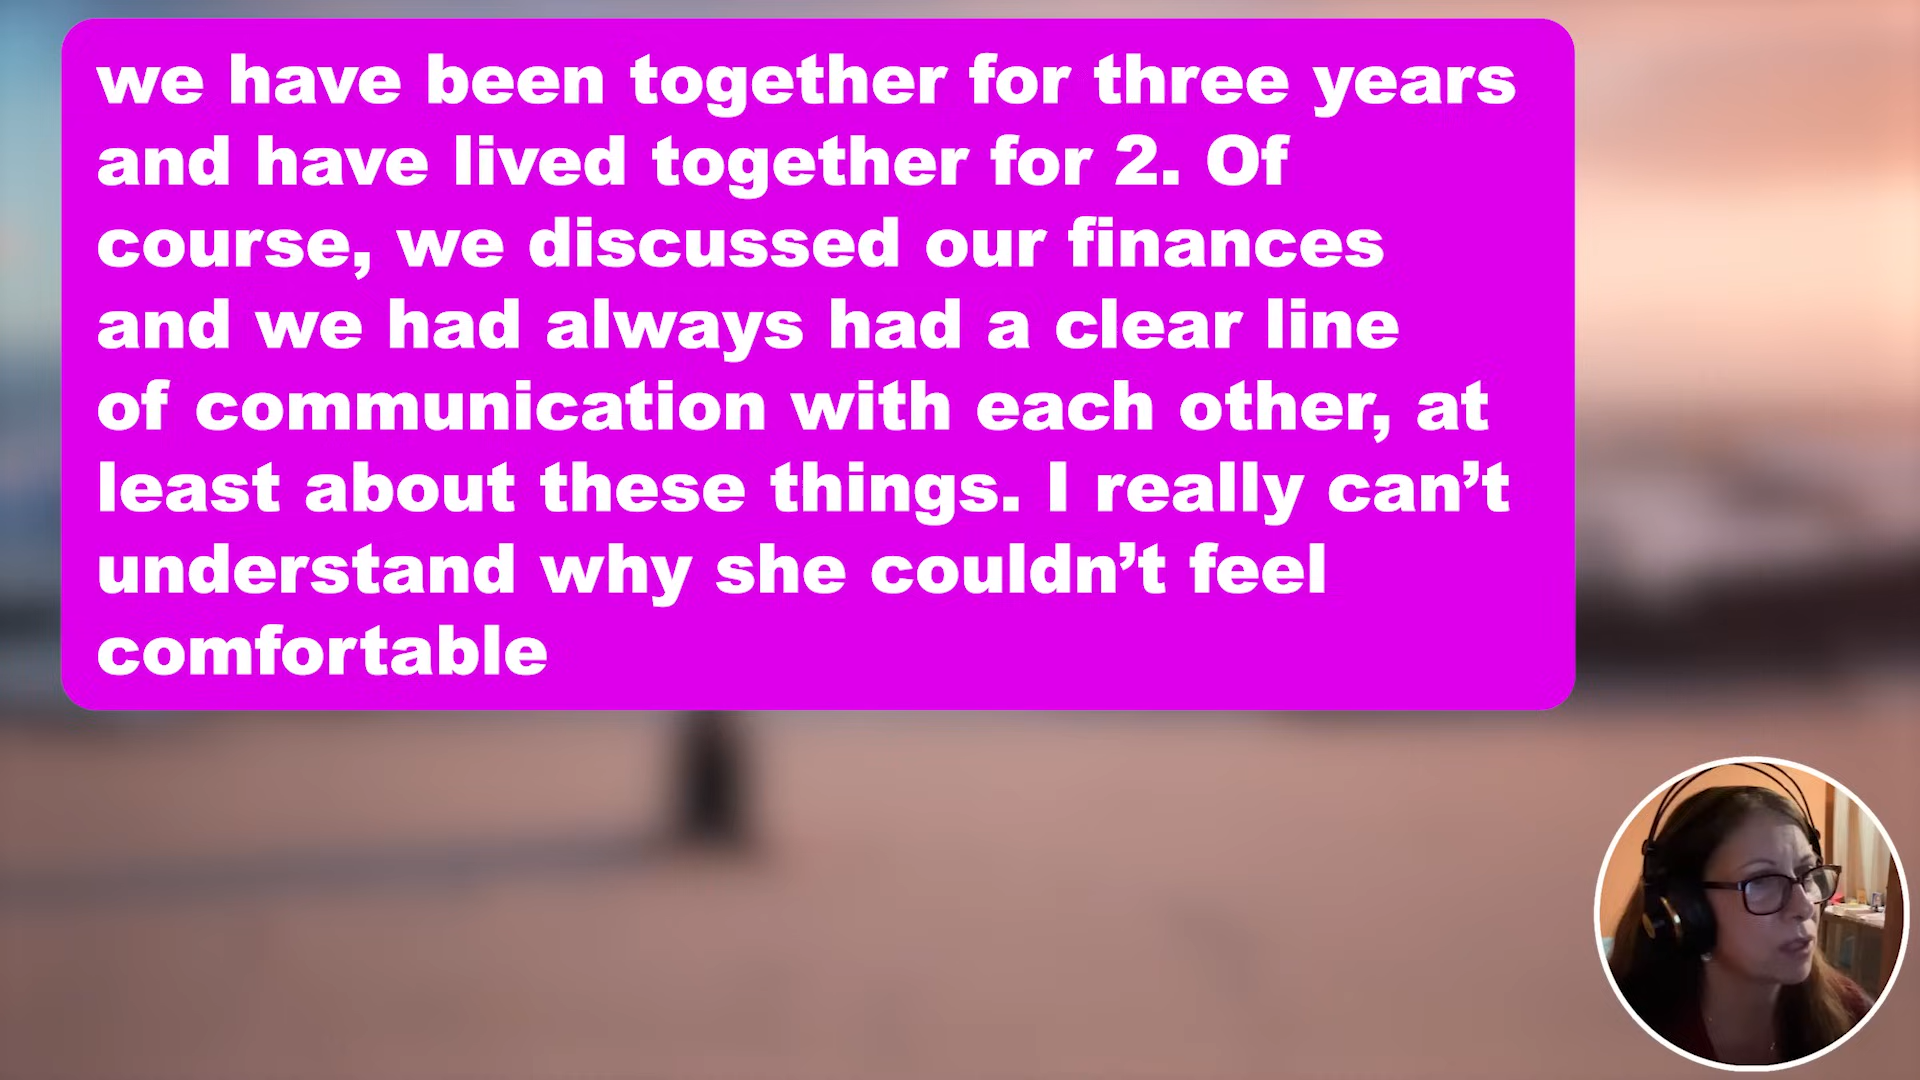 we have been together for three years
and have lived together for 2. Of
course, we discussed our finances
and we had always had a clear line
of communication with each other, at
least about these things. I really can’t
understand why she couldn’t feel
comfortable